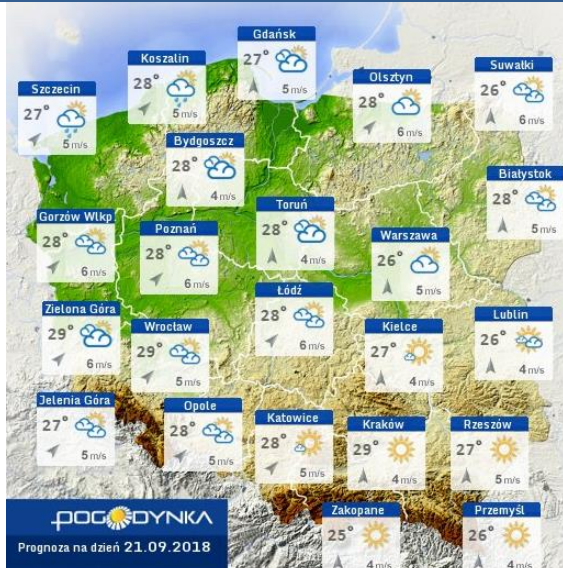 Gdańsk
27°
5 m/s
Koszalin
28°
5 m/s
Szczecin
27°
5 m/s
Olsztyn
28°
6 m/s
Suwałki
26°
6 m/s
Bydgoszcz
28°
4 m/s
Białystok
28°
5 m/s
Gorzów Wlkp
28°
6 m/s
Poznań
28°
6 m/s
Toruń
28°
4 m/s
Warszawa
26°
5 m/s
Łódź
28°
6 m/s
Zielona Góra
29°
6 m/s
Wrocław
29°
5 m/s
Kielce
27°
4 m/s
Lublin
26°
4 m/s
Jelenia Góra
27°
5 m/s
Opole
28°
5 m/s
Katowice
28°
5 m/s
Kraków
29°
4 m/s
Rzeszów
27°
5 m/s
Zakopane
25°
4 m/s
Przemyśl
26°
4 m/s
POGODYNKA
Prognoza na dzień 21.09.2018